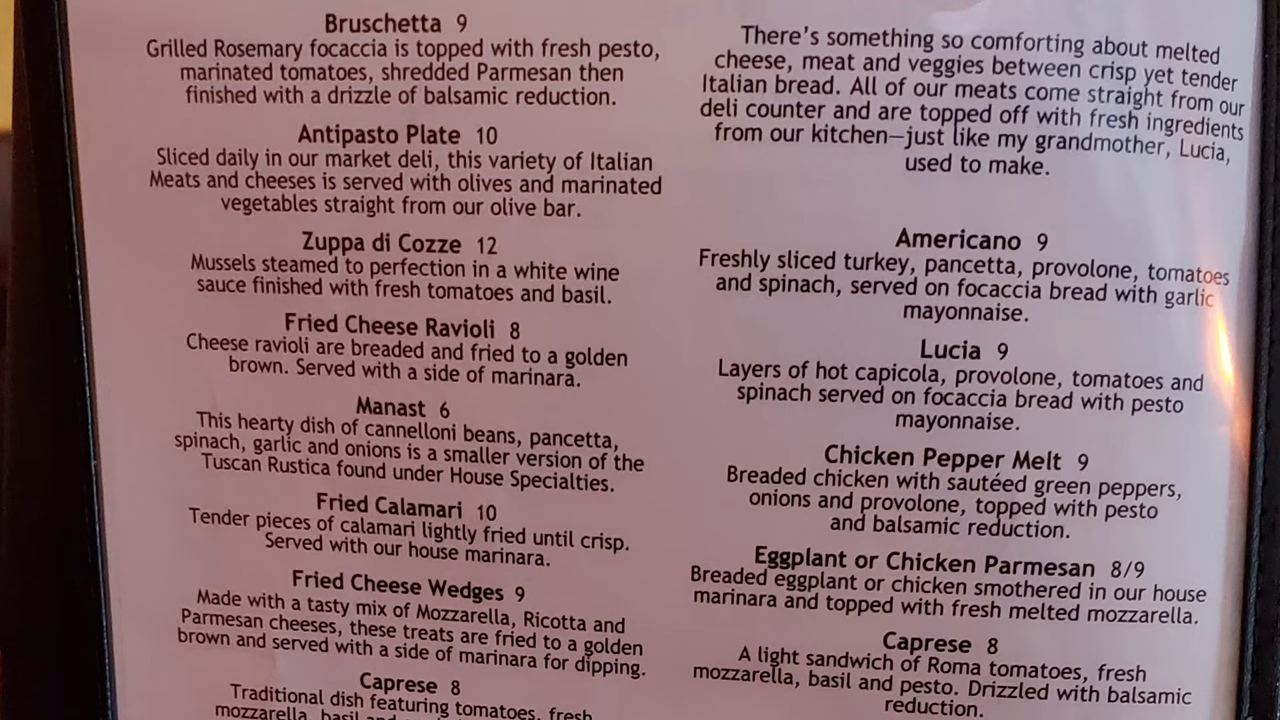 Bruschetta 9
Grilled Rosemary focaccia is topped with fresh pesto,
marinated tomatoes, shredded Parmesan then
finished with a drizzle of balsamic reduction.
Antipasto Plate 10
Sliced daily in our market deli, this variety of Italian
Meats and cheeses is served with olives and marinated
vegetables straight from our olive bar.
Zuppa di Cozze 12
Mussels steamed to perfection in a white wine
sauce finished with fresh tomatoes and basil.
Fried Cheese Ravioli 8
Cheese ravioli are breaded and fried to a golden
brown. Served with a side of marinara.
Manast 6
This hearty dish of cannelloni beans, pancetta,
spinach, garlic and onions is a smaller version of the
Tuscan Rustica found under House Specialties.
Fried Calamari 10
Tender pieces of calamari lightly fried until crisp.
Served with our house marinara.
Fried Cheese Wedges 9
Made with a tasty mix of Mozzarella, Ricotta and
Parmesan cheeses, these treats are fried to a golden
brown and served with a side of marinara for dipping.
Caprese 8
Traditional dish featuring tomatoes, fresh
mozzarella, basil and
There's something so comforting about melted
cheese, meat and veggies between crisp yet tender
Italian bread. All of our meats come straight from our
deli counter and are topped off with fresh ingredients
from our kitchen—just like my grandmother, Lucia,
used to make.
Americano 9
Freshly sliced turkey, pancetta, provolone, tomatoes
and spinach, served on focaccia bread with garlic
mayonnaise.
Lucia 9
Layers of hot capicola, provolone, tomatoes and
spinach served on focaccia bread with pesto
mayonnaise.
Chicken Pepper Melt 9
Breaded chicken with sautéed green peppers,
onions and provolone, topped with pesto
and balsamic reduction.
Eggplant or Chicken Parmesan 8/9
Breaded eggplant or chicken smothered in our house
marinara and topped with fresh melted mozzarella.
Caprese 8
A light sandwich of Roma tomatoes, fresh
mozzarella, basil and pesto. Drizzled with balsamic
reduction.